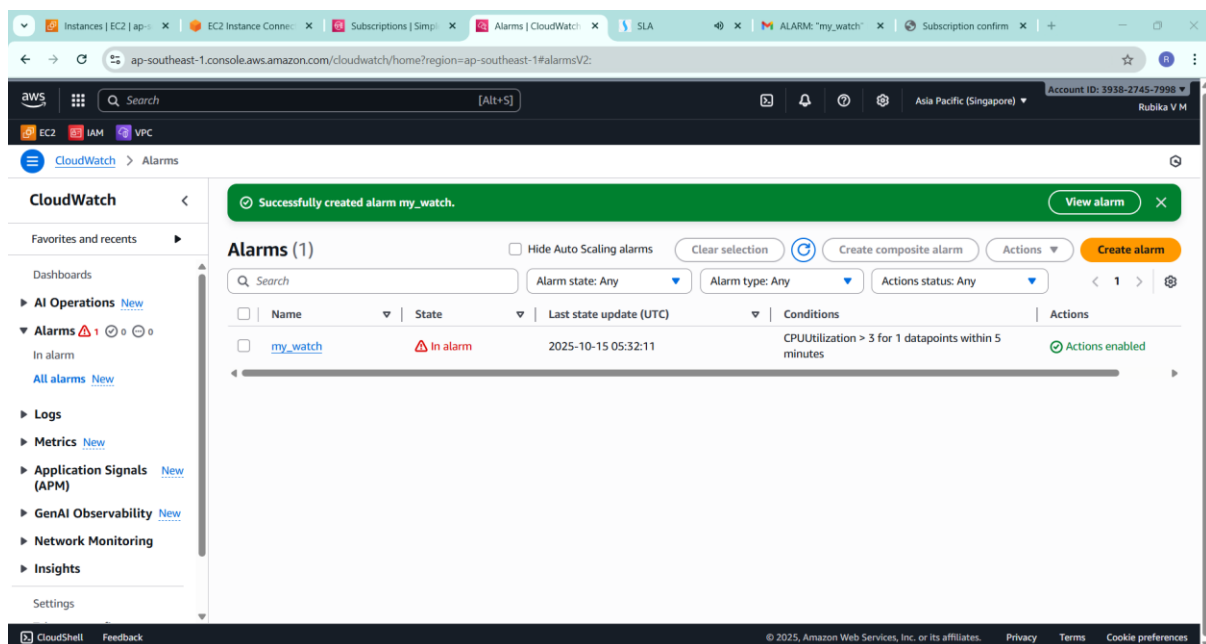 Instances | EC2 | ap-s
EC2 Instance Connec
Subscriptions | Simpl
Alarms | CloudWatch
SLA
ALARM: "my_watch"
Subscription confirm
ap-southeast-1.console.aws.amazon.com/cloudwatch/home?region=ap-southeast-1#alarmsV2:
R
aws
Search
[Alt+S]
Asia Pacific (Singapore)
Account ID: 3938-2745-7998
Rubika V M
EC2
IAM
VPC
CloudWatch > Alarms
CloudWatch
Favorites and recents
Dashboards
AI Operations New
Alarms 1 0 0
In alarm
All alarms New
Logs
Metrics New
Application Signals (APM) New
GenAI Observability New
Network Monitoring
Insights
Settings
Successfully created alarm my_watch.
View alarm
Alarms (1)
Hide Auto Scaling alarms
Clear selection
Create composite alarm
Actions
Create alarm
Search
Alarm state: Any
Alarm type: Any
Actions status: Any
1
Name
State
Last state update (UTC)
Conditions
Actions
my_watch
In alarm
2025-10-15 05:32:11
CPUUtilization > 3 for 1 datapoints within 5
minutes
Actions enabled
CloudShell
Feedback
© 2025, Amazon Web Services, Inc. or its affiliates.
Privacy
Terms
Cookie preferences